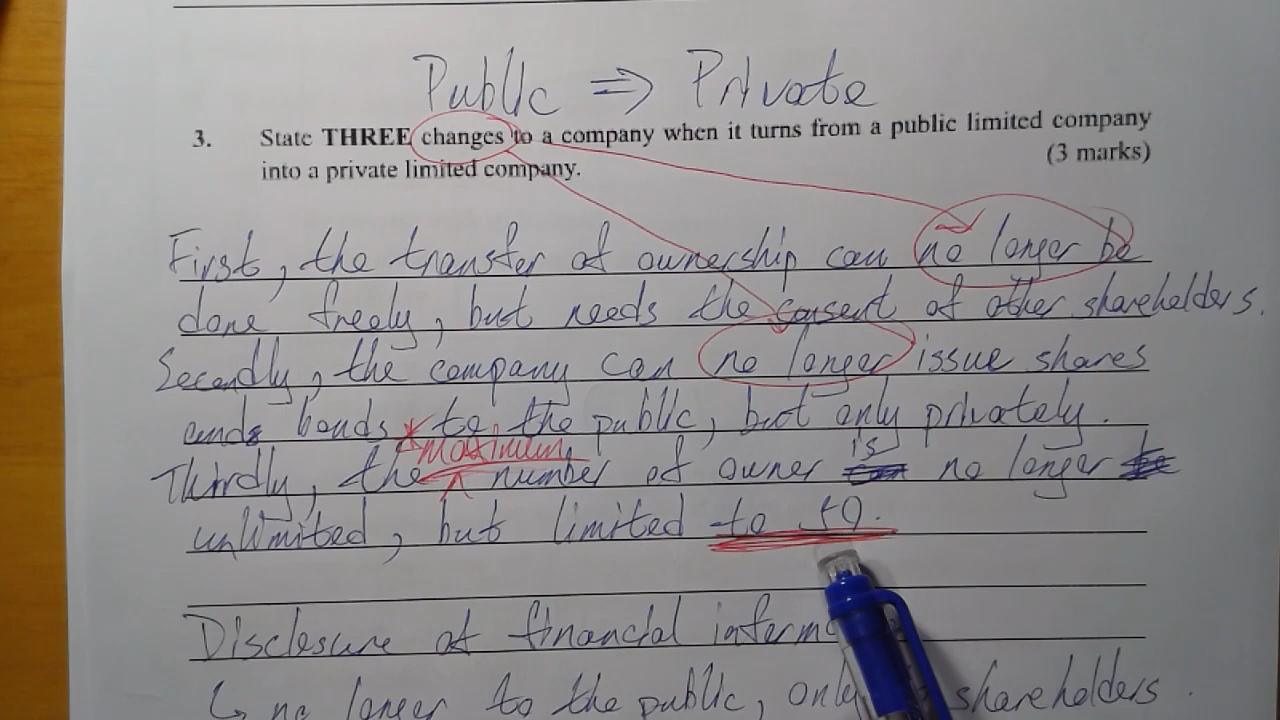 Public ⇒ Private
3. State THREE changes to a company when it turns from a public limited company
into a private limited company. (3 marks)
First, the transfer of ownership can no longer be
done freely, but needs the consent of other shareholders.
Secondly, the company can no longer issue shares
and bonds to the public, but only privately.
maximum is
Thirdly, the number of owner no longer
unlimited, but limited to 50.
Disclosure of financial
↳ no longer to the public, only shareholders.